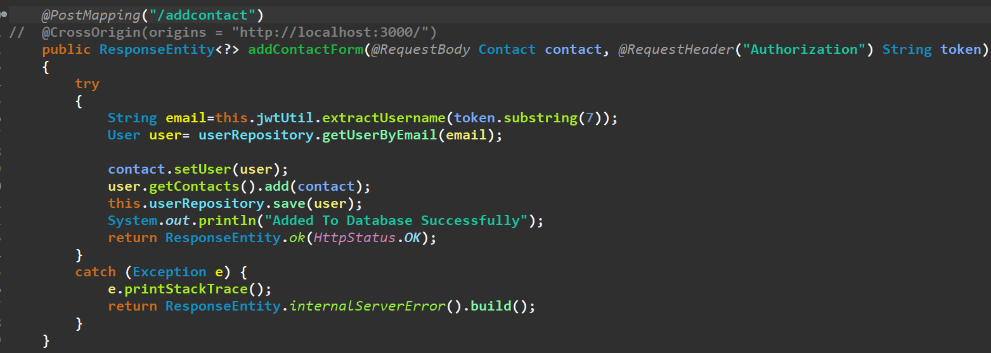 @PostMapping("/addcontact")
// @CrossOrigin(origins = "http://localhost:3000/")
public ResponseEntity<?> addContactForm(@RequestBody Contact contact, @RequestHeader("Authorization") String token)
{
try
{
String email=this.jwtUtil.extractUsername(token.substring(7));
User user= userRepository.getUserByEmail(email);
contact.setUser(user);
user.getContacts().add(contact);
this.userRepository.save(user);
System.out.println("Added To Database Successfully");
return ResponseEntity.ok(HttpStatus.OK);
}
catch (Exception e) {
e.printStackTrace();
return ResponseEntity.internalServerError().build();
}
}